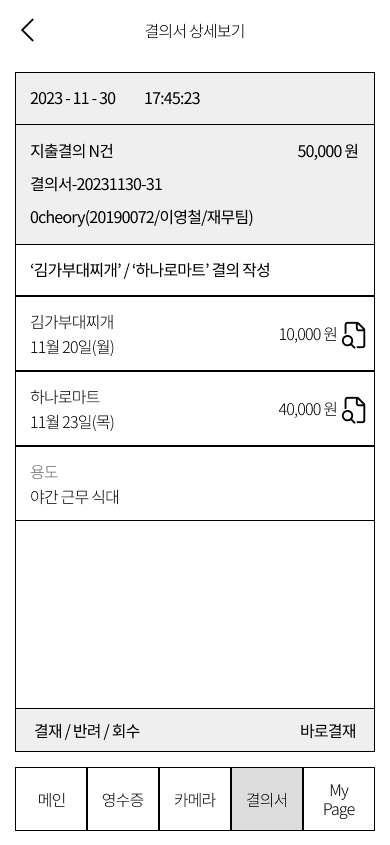 결의서 상세보기
2023 - 11 - 30 17:45:23
지출결의 N건 50,000 원
결의서-20231130-31
0cheory(20190072/이영철/재무팀)
‘김가부대찌개’ / ‘하나로마트’ 결의 작성
김가부대찌개
11월 20일(월) 10,000 원
하나로마트
11월 23일(목) 40,000 원
용도
야간 근무 식대
결재 / 반려 / 회수 바로결재
메인 영수증 카메라 결의서 My
Page